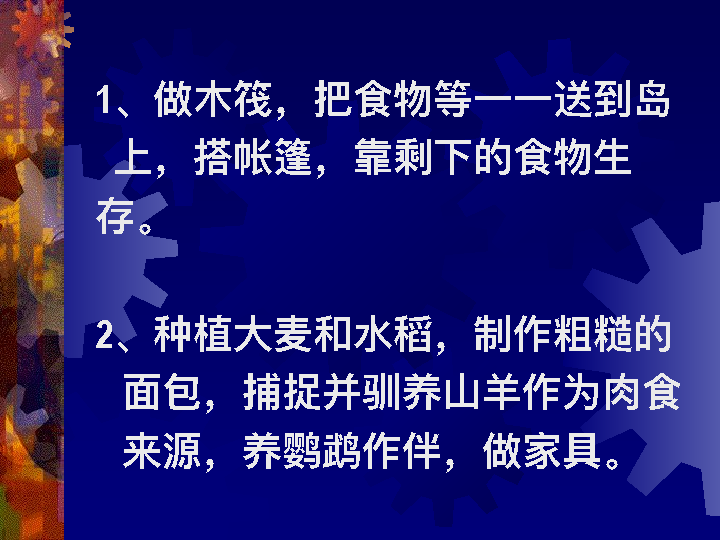 1、做木筏，把食物等一一送到岛
上，搭帐篷，靠剩下的食物生
存。
2、种植大麦和水稻，制作粗糙的
面包，捕捉并驯养山羊作为肉食
来源，养鹦鹉作伴，做家具。